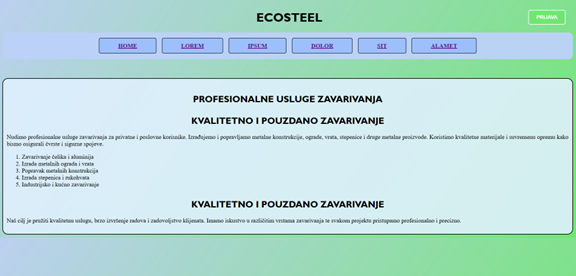 ECOSTEEL
PRIJAVA
HOME
LOREM
IPSUM
DOLOR
SIT
ALAMET
PROFESIONALNE USLUGE ZAVARIVANJA
KVALITETNO I POUZDANO ZAVARIVANJE
Nudimo profesionalne usluge zavarivanja za privatne i poslovne korisnike. Izrađujemo i popravljamo metalne konstrukcije, ograde, vrata, stepenice i druge metalne proizvode. Koristimo kvalitetne materijale i suvremenu opremu kako
bismo osigurali čvrste i sigurne spojeve.
1. Zavarivanje čelika i aluminija
2. Izrada metalnih ograda i vrata
3. Popravak metalnih konstrukcija
4. Izrada stepenica i rukohvata
5. Industrijsko i kućno zavarivanje
KVALITETNO I POUZDANO ZAVARIVANJE
Naš cilj je pružiti kvalitetnu uslugu, brzo izvršenje radova i zadovoljstvo klijenata. Imamo iskustvo u različitim vrstama zavarivanja te svakom projektu pristupamo profesionalno i precizno.